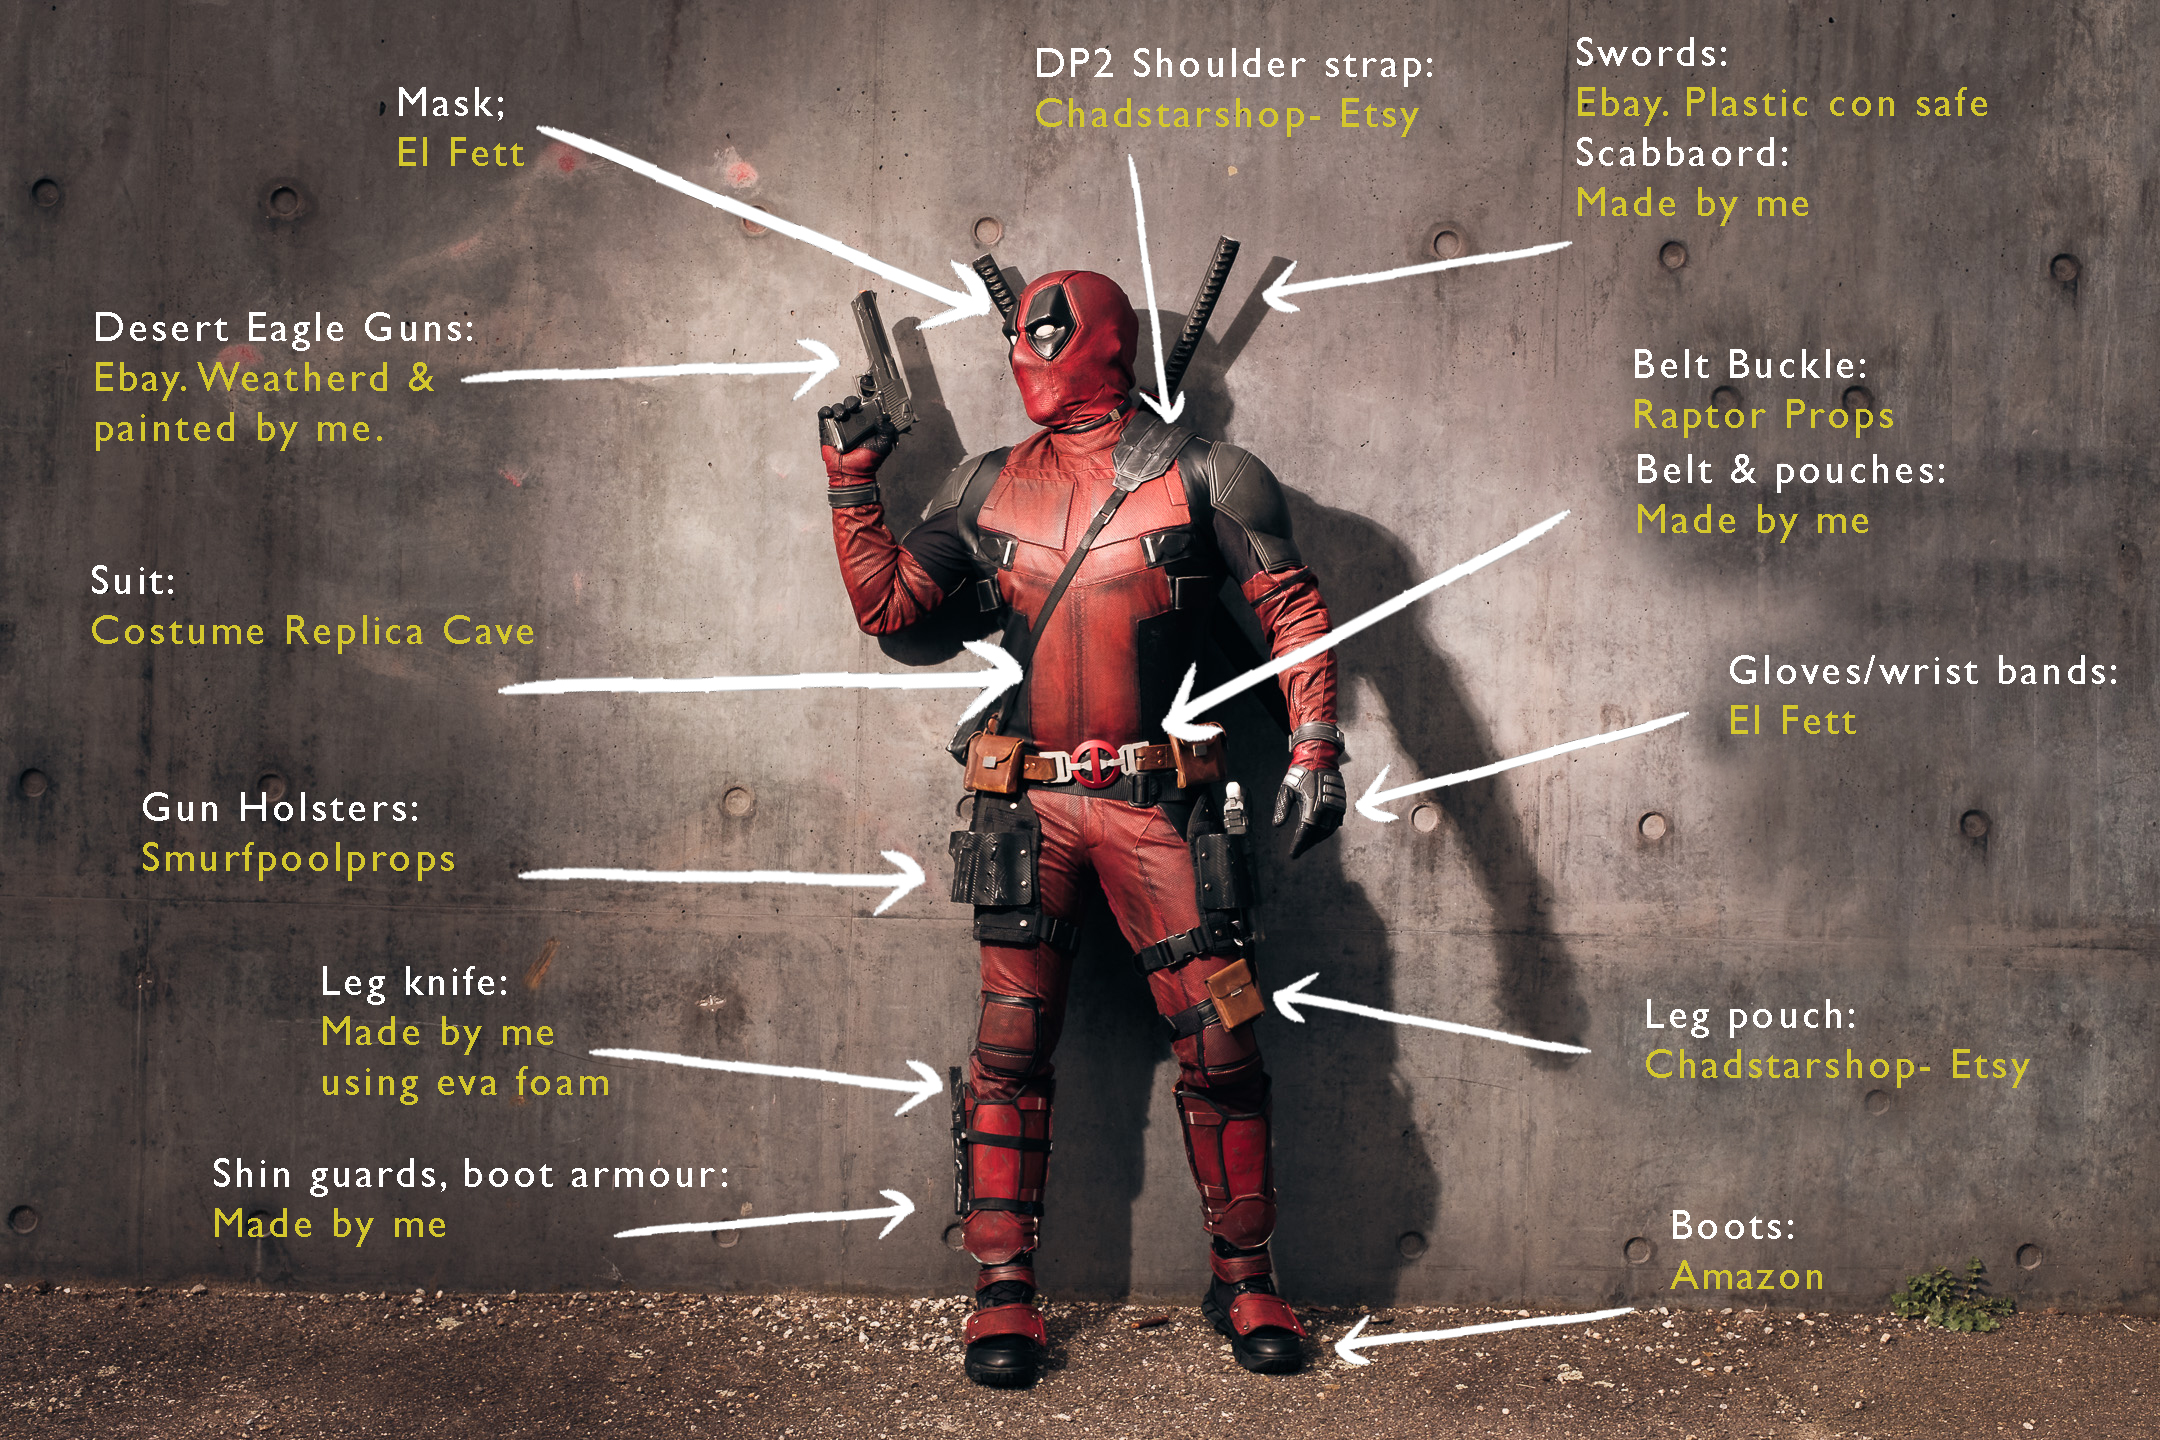 Mask;
El Fett
DP2 Shoulder strap:
Chadstarshop- Etsy
Swords:
Ebay. Plastic con safe
Scabbaord:
Made by me
Desert Eagle Guns:
Ebay. Weatherd &
painted by me.
Belt Buckle:
Raptor Props
Belt & pouches:
Made by me
Suit:
Costume Replica Cave
Gloves/wrist bands:
El Fett
Gun Holsters:
Smurfpoolprops
Leg knife:
Made by me
using eva foam
Leg pouch:
Chadstarshop- Etsy
Shin guards, boot armour:
Made by me
Boots:
Amazon